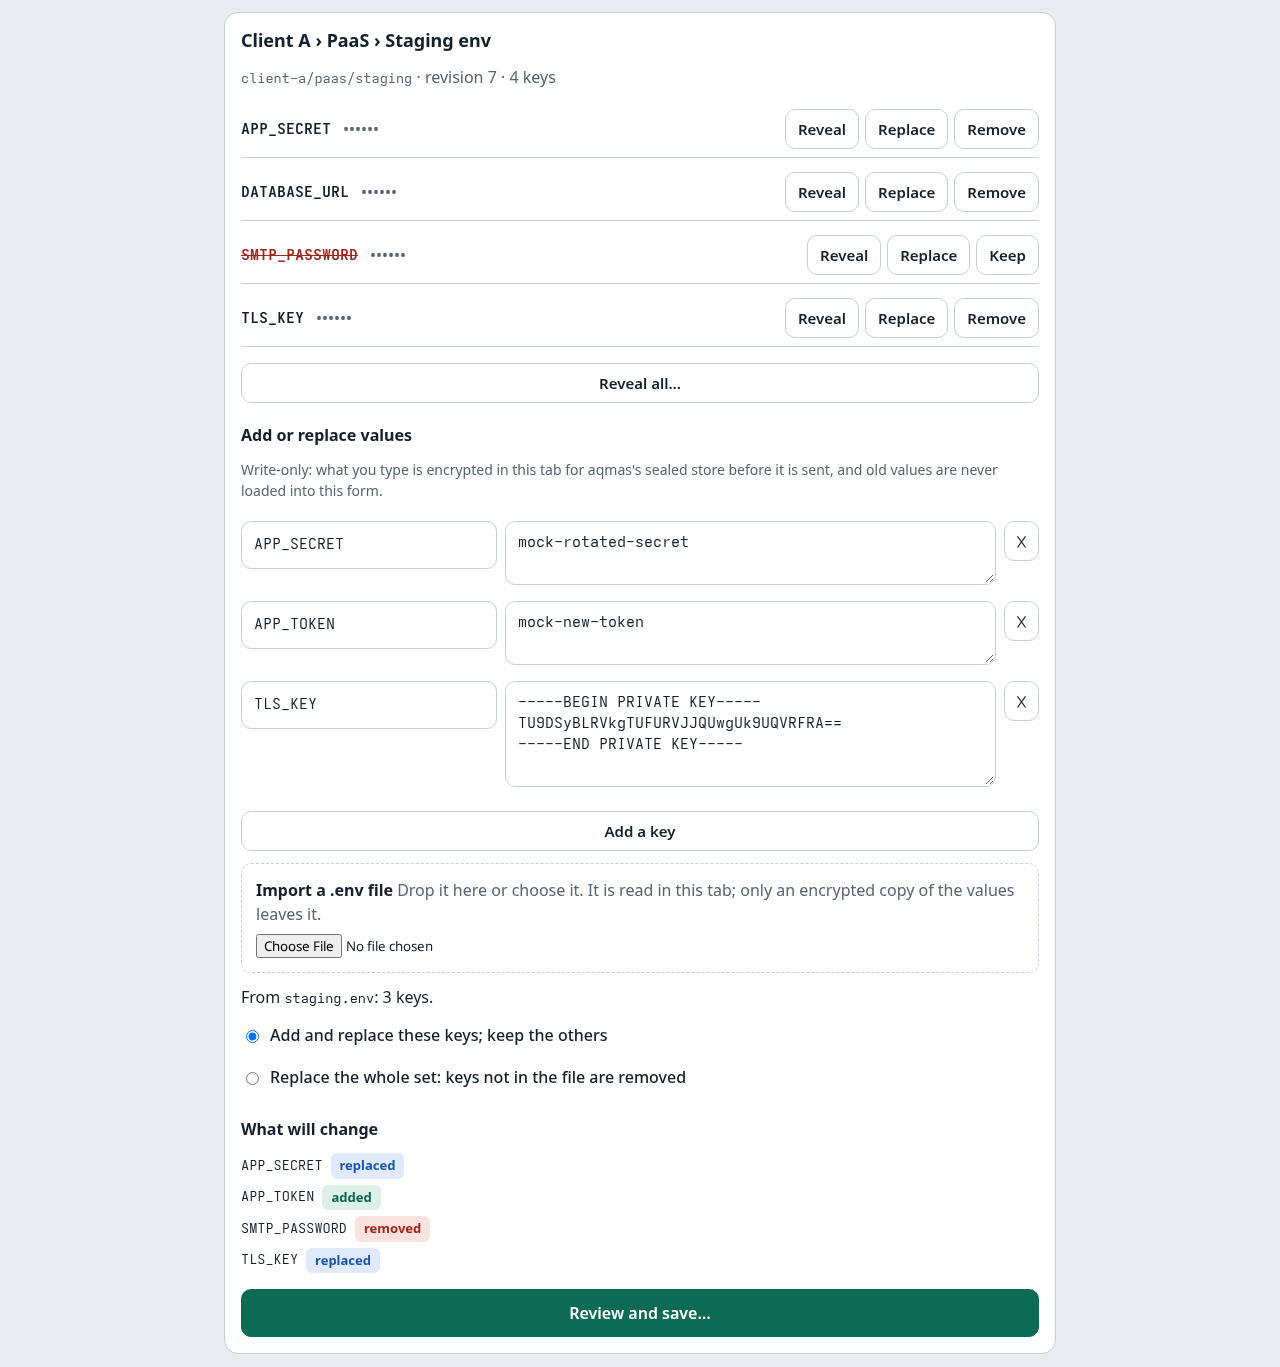 Client A › PaaS › Staging env
client-a/paas/staging · revision 7 · 4 keys
APP_SECRET •••••• Reveal Replace Remove
DATABASE_URL •••••• Reveal Replace Remove
SMTP_PASSWORD •••••• Reveal Replace Keep
TLS_KEY •••••• Reveal Replace Remove
Reveal all…
Add or replace values
Write-only: what you type is encrypted in this tab for aqmas's sealed store before it is sent, and old values are never
loaded into this form.
APP_SECRET mock-rotated-secret X
APP_TOKEN mock-new-token X
TLS_KEY -----BEGIN PRIVATE KEY----- X
TU9DSyBLRVkgTUFURVJJQUwgUk9UQVRFRA==
-----END PRIVATE KEY-----
Add a key
Import a .env file Drop it here or choose it. It is read in this tab; only an encrypted copy of the values
leaves it.
Choose File No file chosen
From staging.env: 3 keys.
Add and replace these keys; keep the others
Replace the whole set: keys not in the file are removed
What will change
APP_SECRET replaced
APP_TOKEN added
SMTP_PASSWORD removed
TLS_KEY replaced
Review and save…